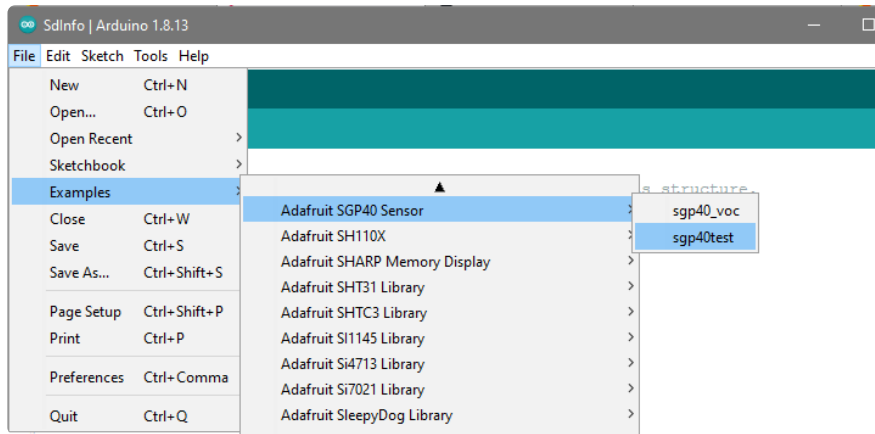 SdInfo | Arduino 1.8.13
File Edit Sketch Tools Help
New Ctrl+N
Open... Ctrl+O
Open Recent
Sketchbook
Examples
Close Ctrl+W
Save Ctrl+S
Save As... Ctrl+Shift+S
Page Setup Ctrl+Shift+P
Print Ctrl+P
Preferences Ctrl+Comma
Quit Ctrl+Q
Adafruit SGP40 Sensor
Adafruit SH110X
Adafruit SHARP Memory Display
Adafruit SHT31 Library
Adafruit SHTC3 Library
Adafruit SI1145 Library
Adafruit Si4713 Library
Adafruit Si7021 Library
Adafruit SleepyDog Library
s structure.
sgp40_voc
sgp40test